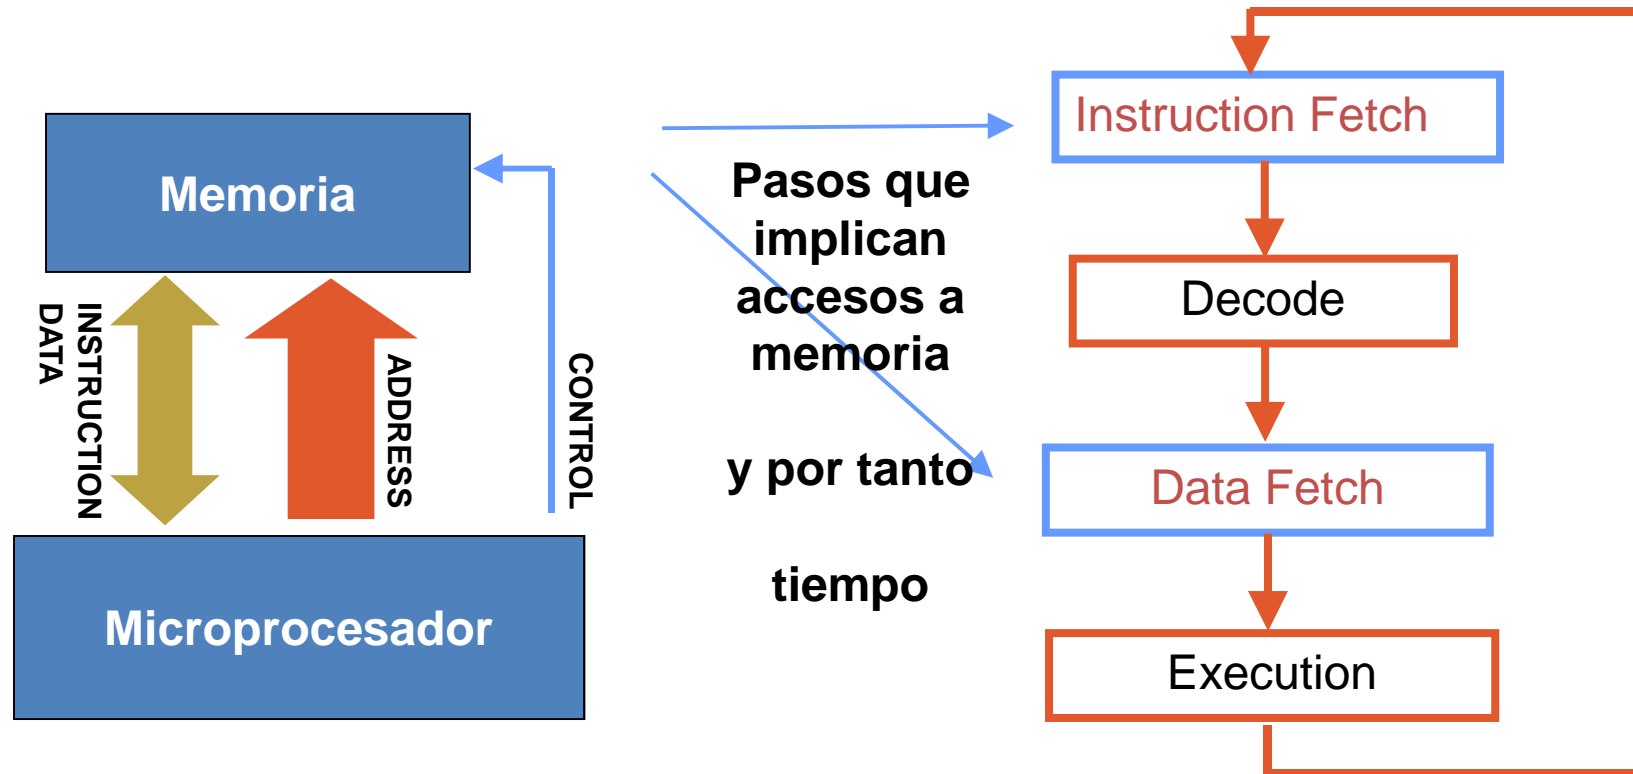 Memoria
INSTRUCTION
DATA
ADDRESS
CONTROL
Microprocesador
Pasos que
implican
accesos a
memoria
y por tanto
tiempo
Instruction Fetch
Decode
Data Fetch
Execution